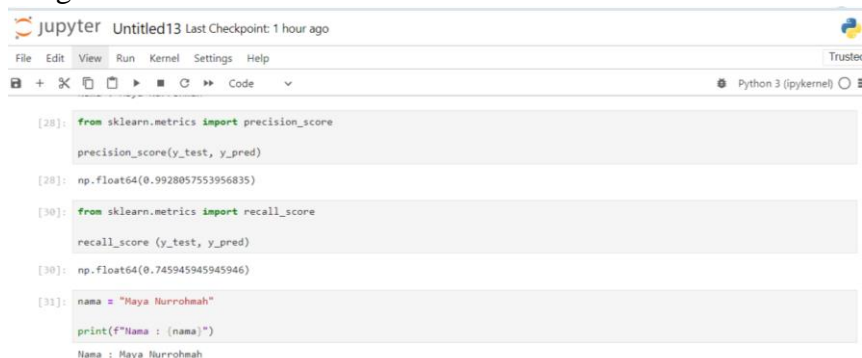 jupyter Untitled13 Last Checkpoint: 1 hour ago
File Edit View Run Kernel Settings Help Trusted
Code Python 3 (ipykernel)
[28]: from sklearn.metrics import precision_score
precision_score(y_test, y_pred)
[28]: np.float64(0.9928057553956835)
[30]: from sklearn.metrics import recall_score
recall_score (y_test, y_pred)
[30]: np.float64(0.745945945945946)
[31]: nama = "Maya Nurrohmah"
print(f"Nama : {nama}")
Nama : Maya Nurrohmah